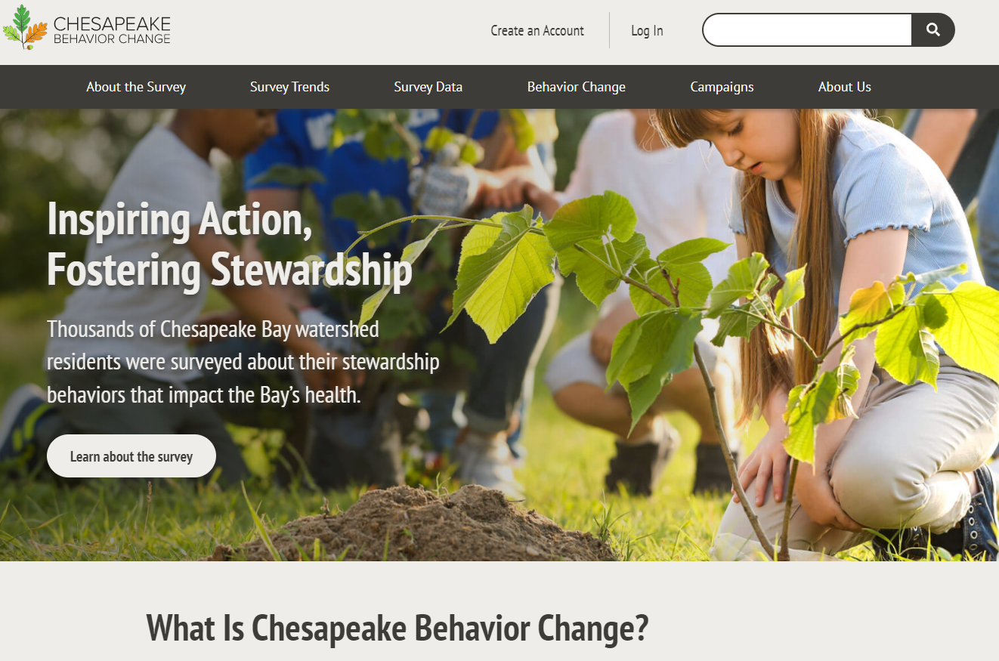 CHESAPEAKE
BEHAVIOR CHANGE
Create an Account
Log In
About the Survey
Survey Trends
Survey Data
Behavior Change
Campaigns
About Us
Inspiring Action,
Fostering Stewardship
Thousands of Chesapeake Bay watershed
residents were surveyed about their stewardship
behaviors that impact the Bay’s health.
Learn about the survey
What Is Chesapeake Behavior Change?